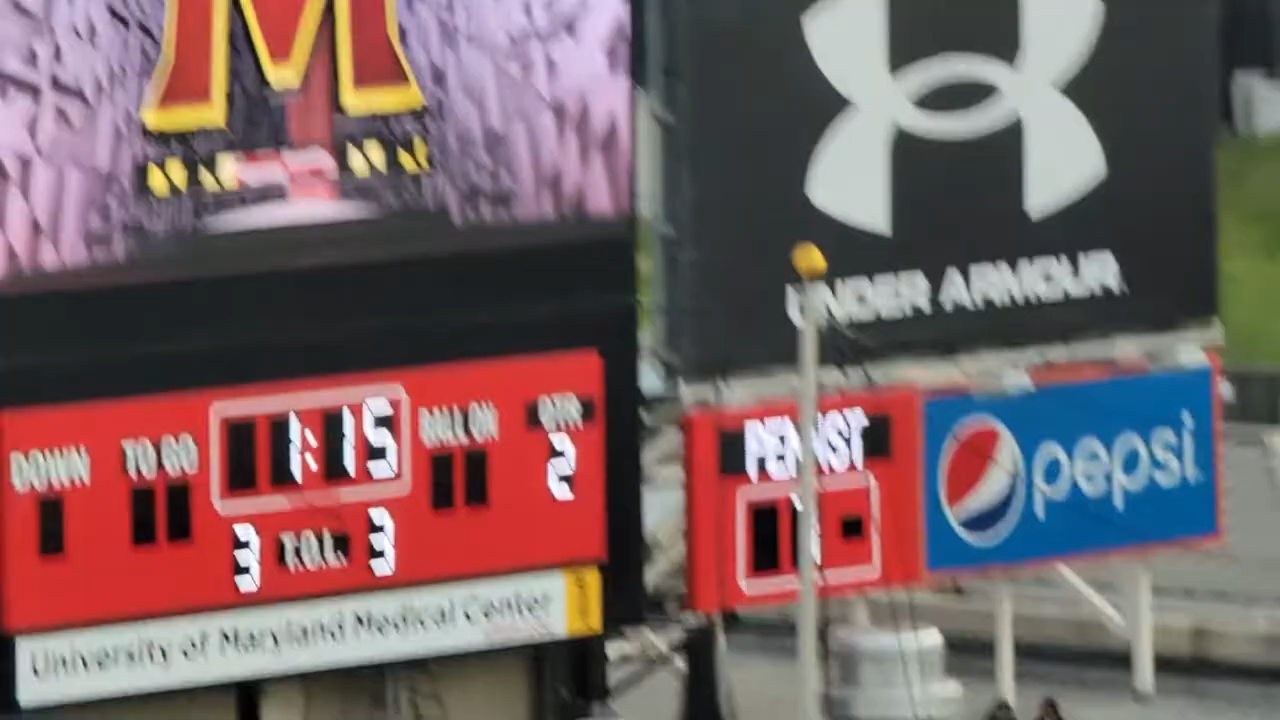 M
UNDER ARMOUR
DOWN TO GO 1:15 BALL ON QTR
2
3 T.O.L. 3
University of Maryland Medical Center
PENN ST
pepsi